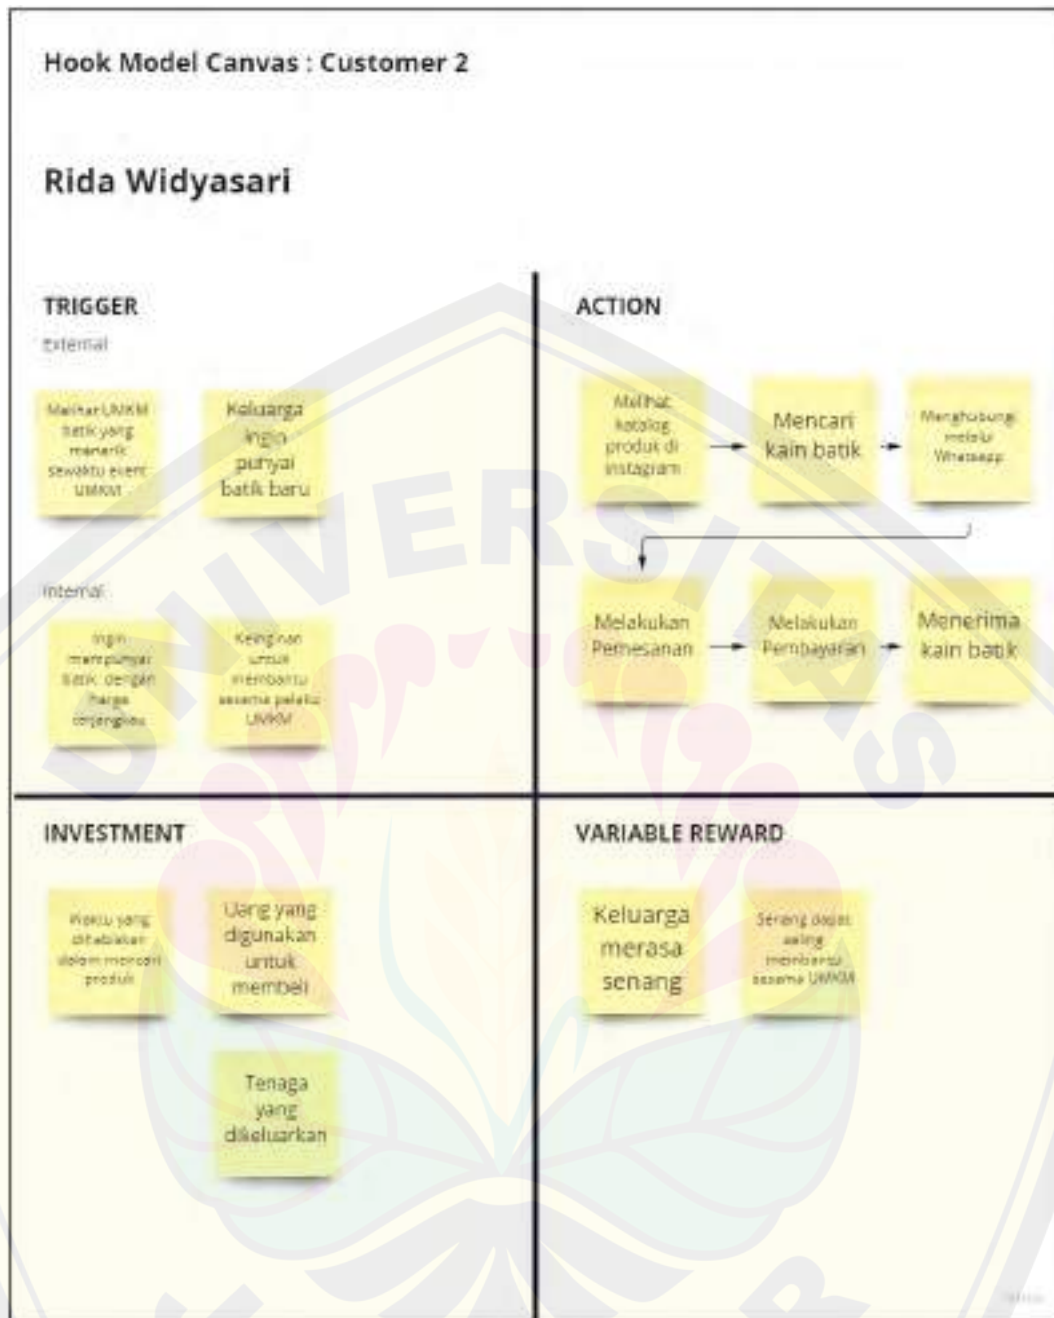 Hook Model Canvas : Customer 2
Rida Widyasari
TRIGGER
External
Melihat UMKM
batik yang
menarik
sewaktu event
UMKM
Keluarga
ingin
punyai
batik baru
Internal
Ingin
mempunyai
batik dengan
harga
terjangkau
Keinginan
untuk
membantu
sesama pelaku
UMKM
ACTION
Melihat
katalog
produk di
instagram
Mencari
kain batik
Menghubungi
melalui
Whatsapp
Melakukan
Pemesanan
Melakukan
Pembayaran
Menerima
kain batik
INVESTMENT
Waktu yang
dihabiskan
dalam mencari
produk
Uang yang
digunakan
untuk
membeli
Tenaga
yang
dikeluarkan
VARIABLE REWARD
Keluarga
merasa
senang
Senang dapat
saling
membantu
sesama UMKM
UNIVERSITAS